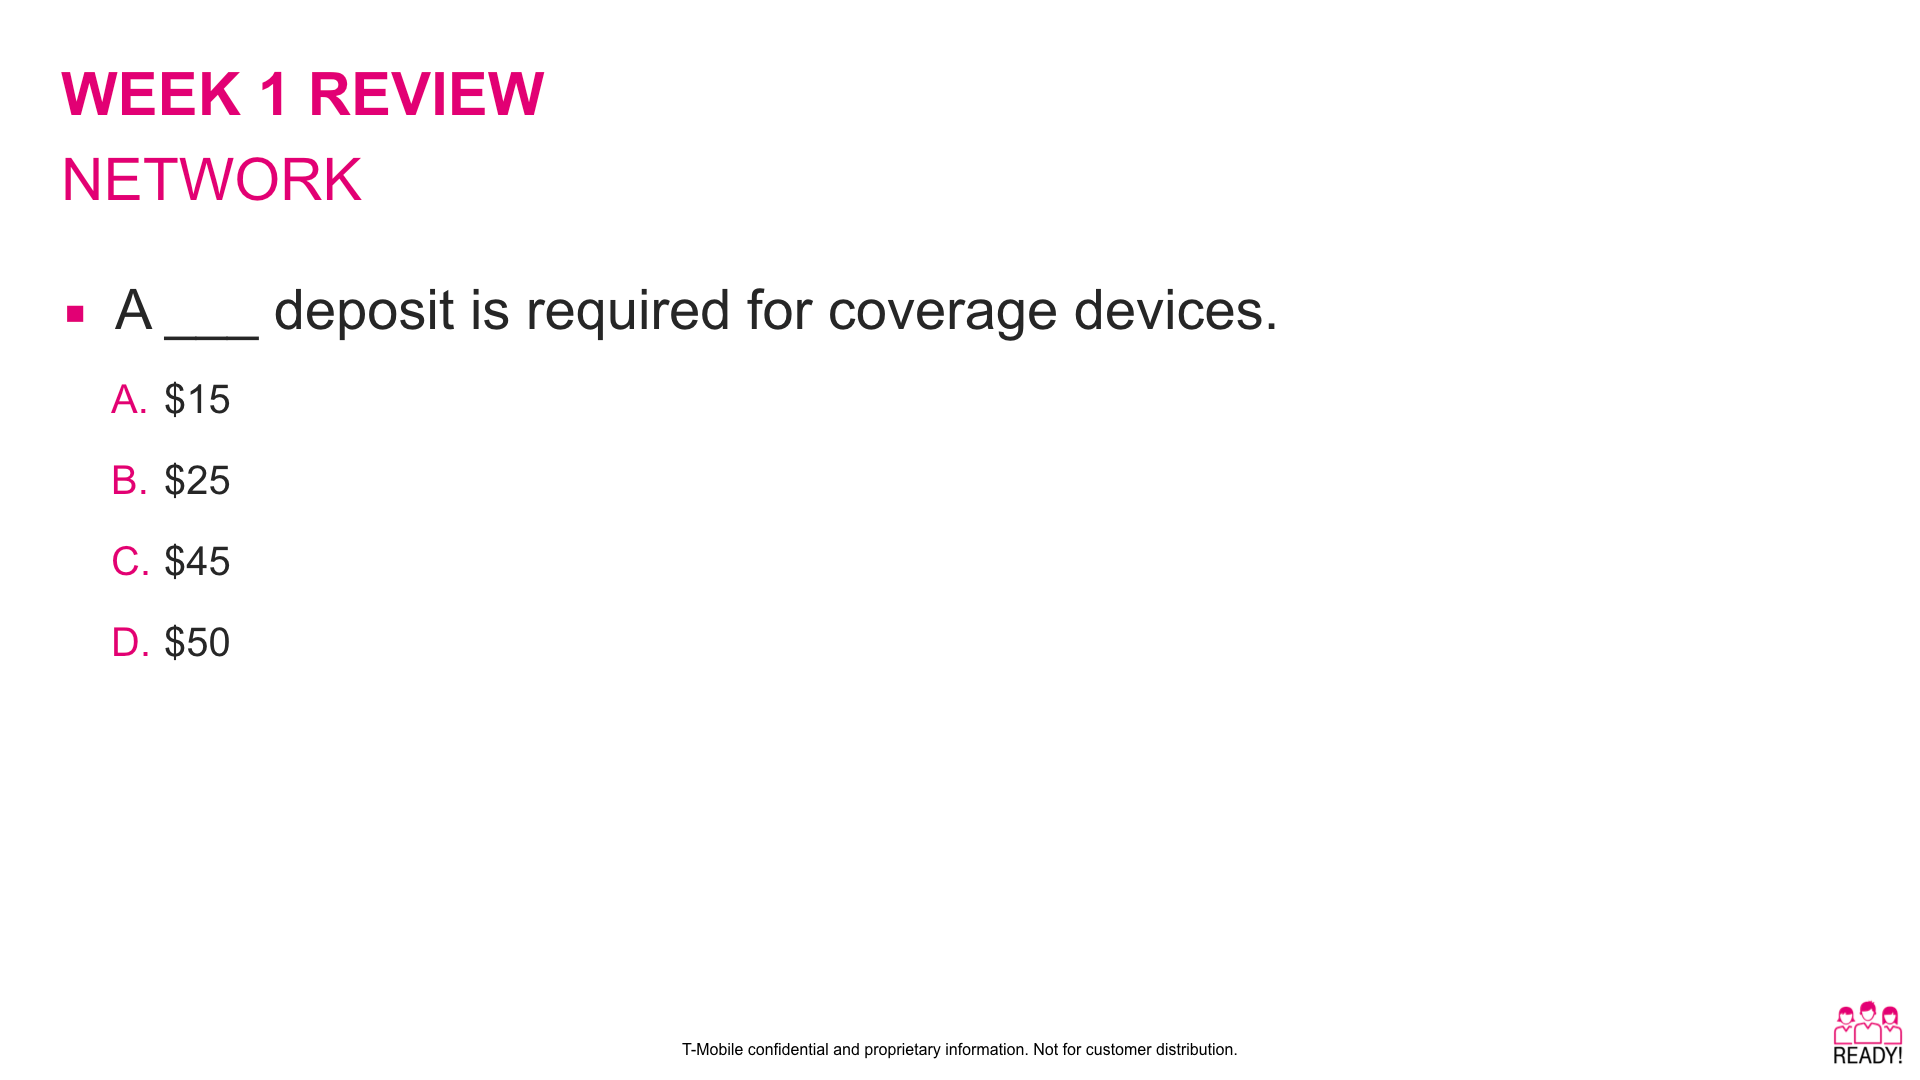 WEEK 1 REVIEW
NETWORK
▪ A ___ deposit is required for coverage devices.
A. $15
B. $25
C. $45
D. $50
T-Mobile confidential and proprietary information. Not for customer distribution.
READY!